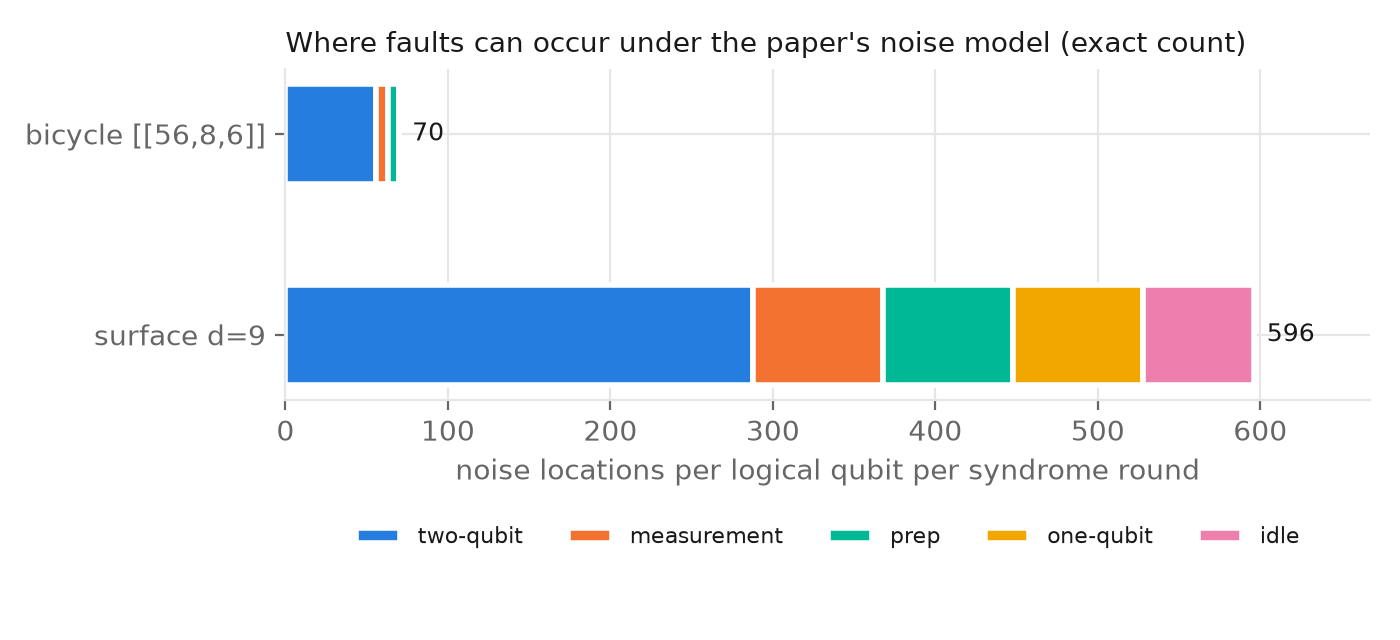 Where faults can occur under the paper's noise model (exact count)
bicycle [[56,8,6]]
70
surface d=9
596
0 100 200 300 400 500 600
noise locations per logical qubit per syndrome round
two-qubit measurement prep one-qubit idle